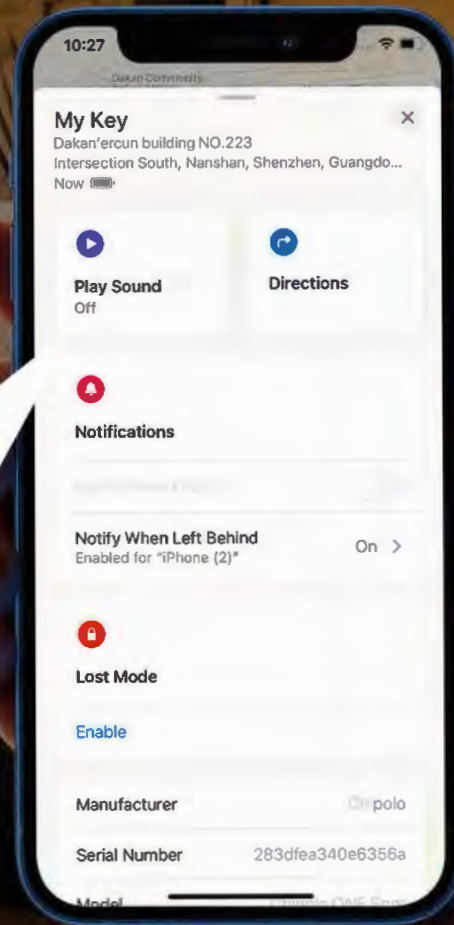 10:27
My Key
Dakan'ercun building NO.223
Intersection South, Nanshan, Shenzhen, Guangdo...
Now
Play Sound
Off
Directions
Notifications
Notify When Left Behind
Enabled for "iPhone (2)"
On
Lost Mode
Enable
Manufacturer
polo
Serial Number
283dfea340e6356a
Model